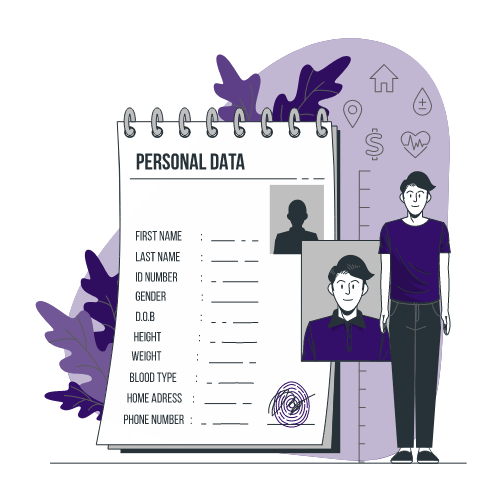 PERSONAL DATA
FIRST NAME :
LAST NAME :
ID NUMBER :
GENDER :
D.O.B :
HEIGHT :
WEIGHT :
BLOOD TYPE :
HOME ADRESS :
PHONE NUMBER :